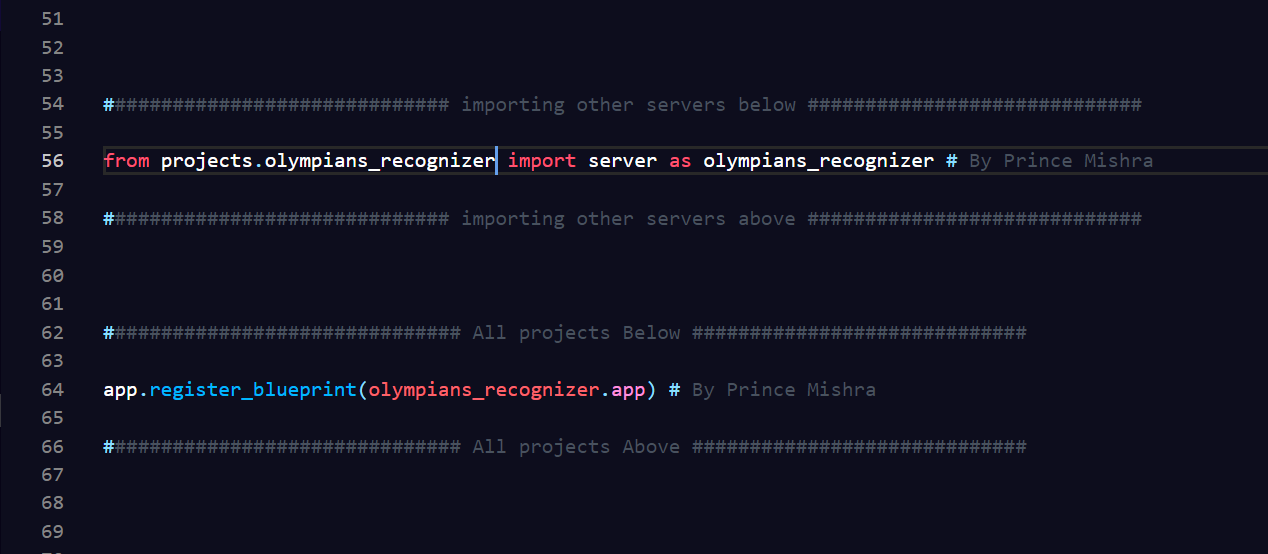 51
52
53
54 ############################## importing other servers below #############################
55
56 from projects.olympians_recognizer import server as olympians_recognizer # By Prince Mishra
57
58 ############################## importing other servers above #############################
59
60
61
62 ############################### All projects Below #############################
63
64 app.register_blueprint(olympians_recognizer.app) # By Prince Mishra
65
66 ############################### All projects Above #############################
67
68
69